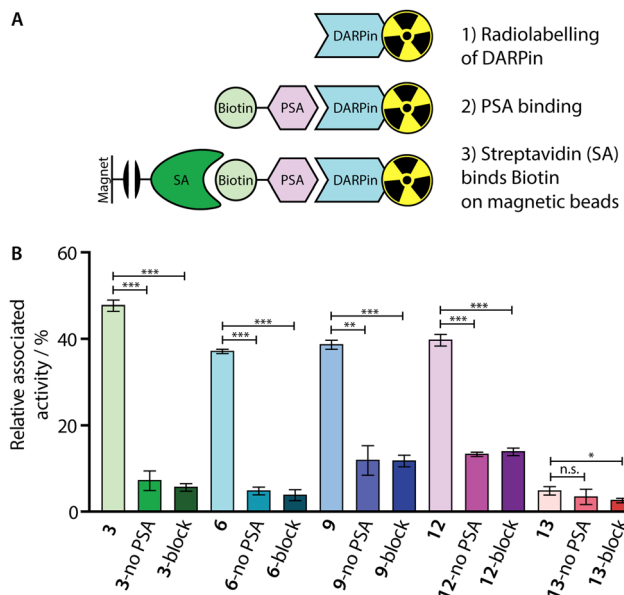 A
DARPin
1) Radiolabelling
of DARPin
Biotin
PSA
DARPin
2) PSA binding
Magnet
SA
Biotin
PSA
DARPin
3) Streptavidin (SA)
binds Biotin
on magnetic beads
B
Relative associated
activity / %
60
40
20
0
***
***
***
***
***
**
***
***
*
n.s.
3
3-no PSA
3-block
6
6-no PSA
6-block
9
9-no PSA
9-block
12
12-no PSA
12-block
13
13-no PSA
13-block